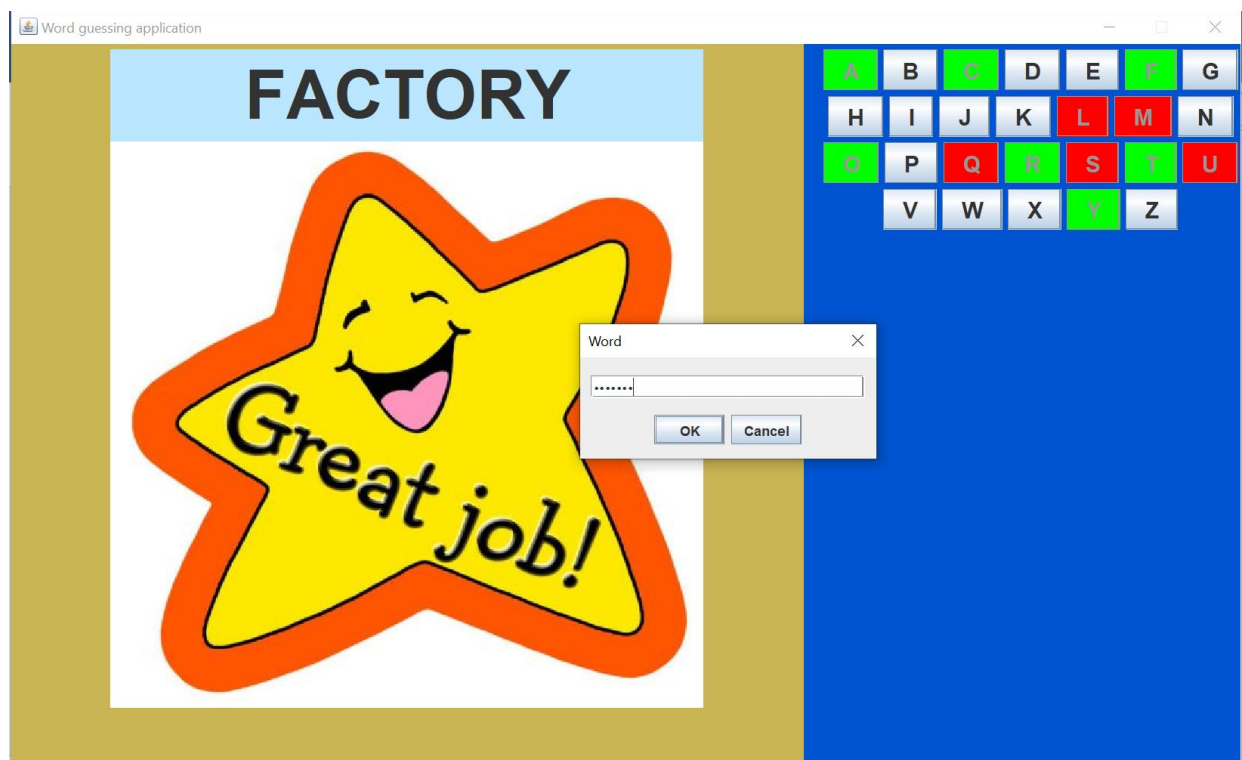 Word guessing application
FACTORY
A B C D E F G
H I J K L M N
O P Q R S T U
V W X Y Z
Great job!
Word
•••••••
OK Cancel